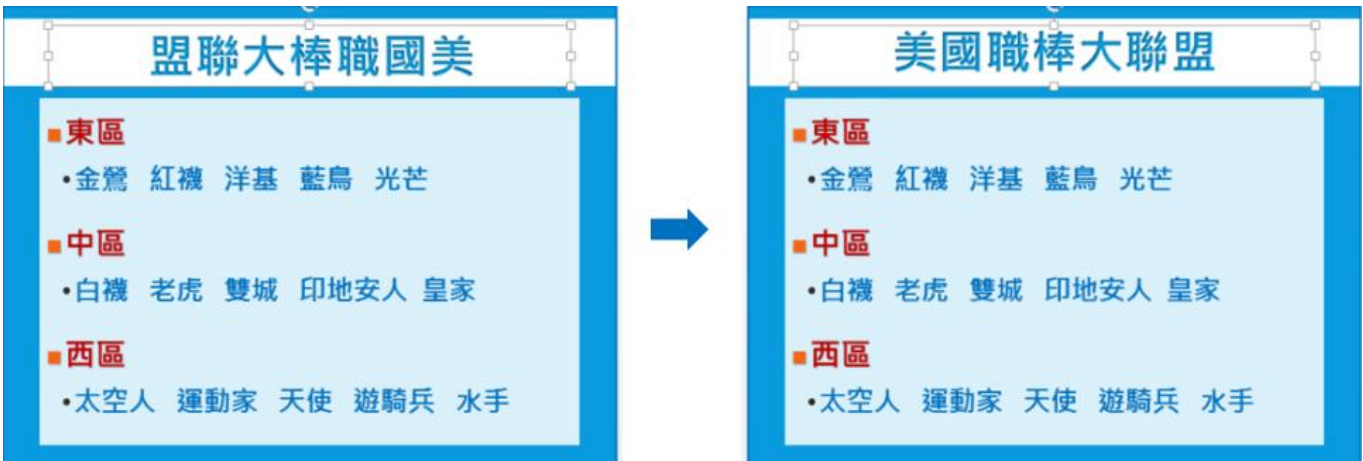 盟聯大棒職國美
■東區
•金鶯 紅襪 洋基 藍鳥 光芒
■中區
•白襪 老虎 雙城 印地安人 皇家
■西區
•太空人 運動家 天使 遊騎兵 水手
美國職棒大聯盟
■東區
•金鶯 紅襪 洋基 藍鳥 光芒
■中區
•白襪 老虎 雙城 印地安人 皇家
■西區
•太空人 運動家 天使 遊騎兵 水手